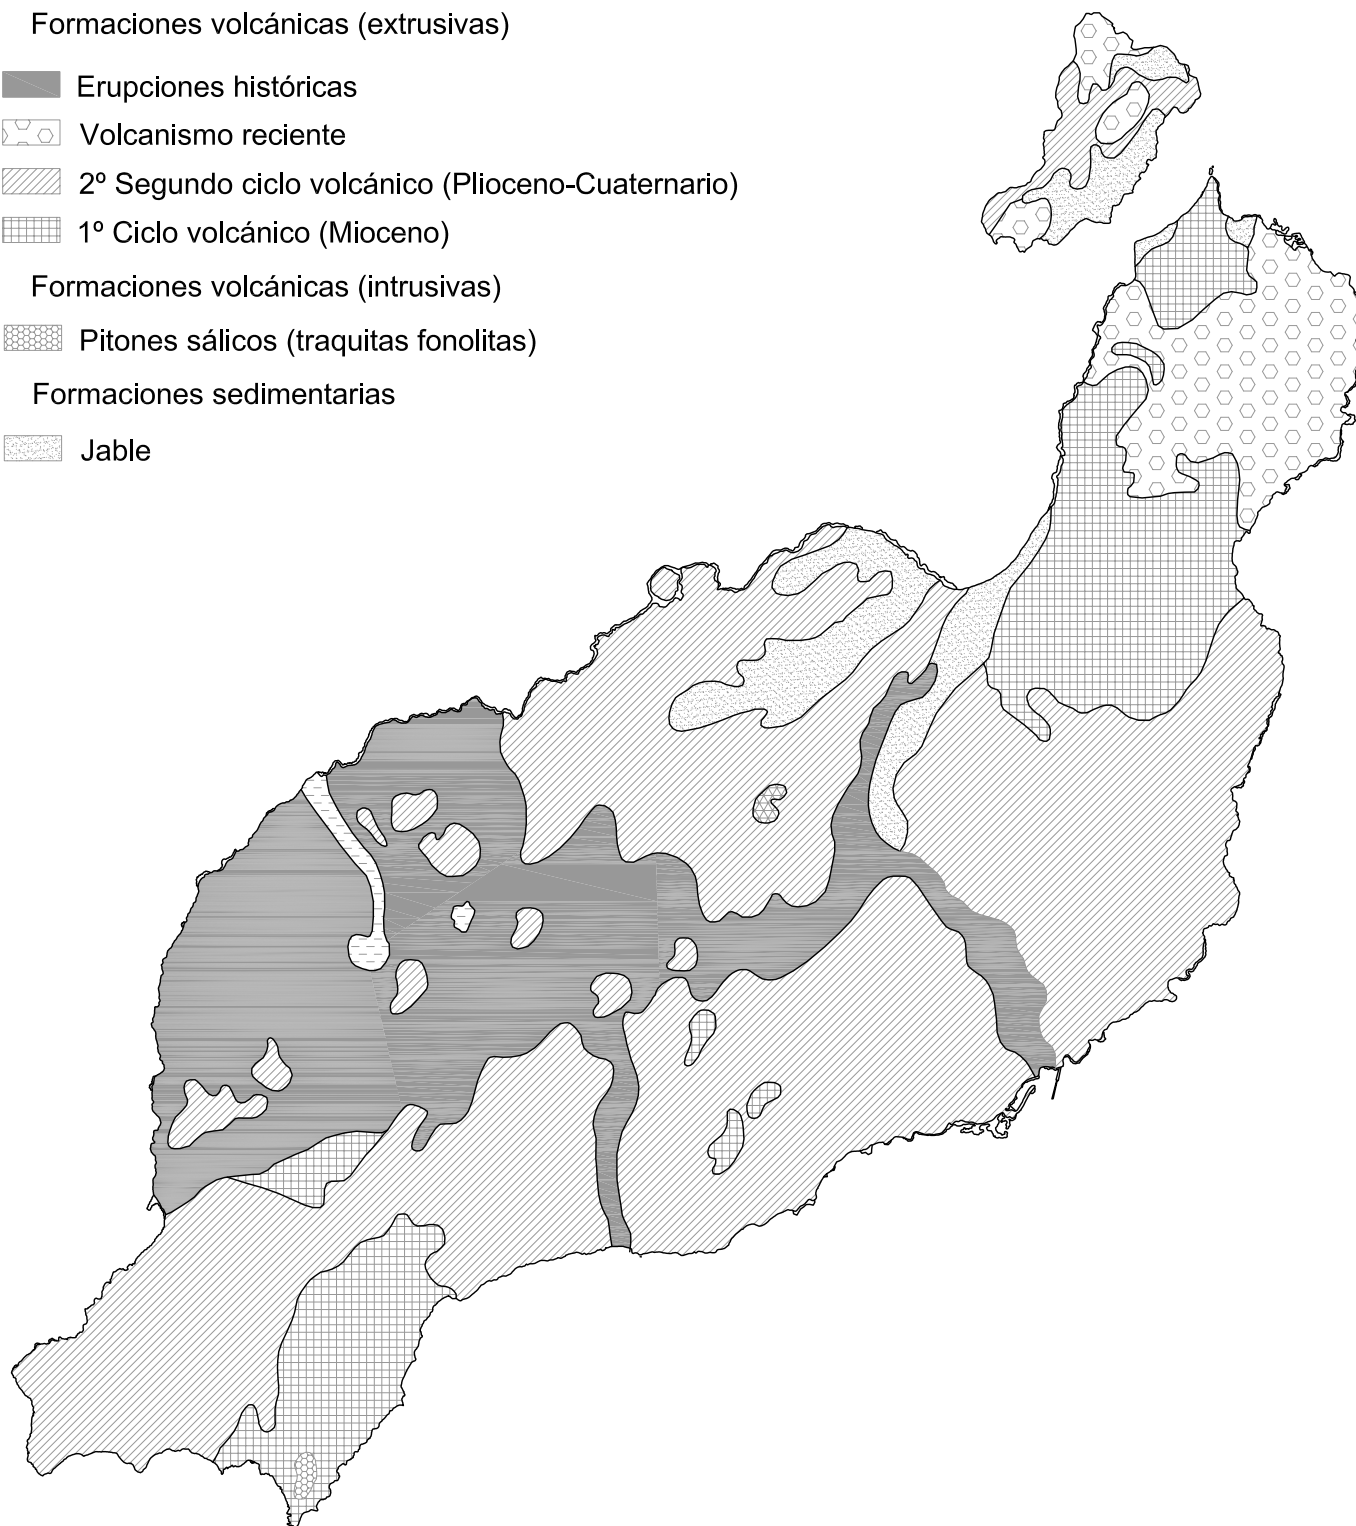 Formaciones volcánicas (extrusivas)
Erupciones históricas
Volcanismo reciente
2º Segundo ciclo volcánico (Plioceno-Cuaternario)
1º Ciclo volcánico (Mioceno)
Formaciones volcánicas (intrusivas)
Pitones sálicos (traquitas fonolitas)
Formaciones sedimentarias
Jable